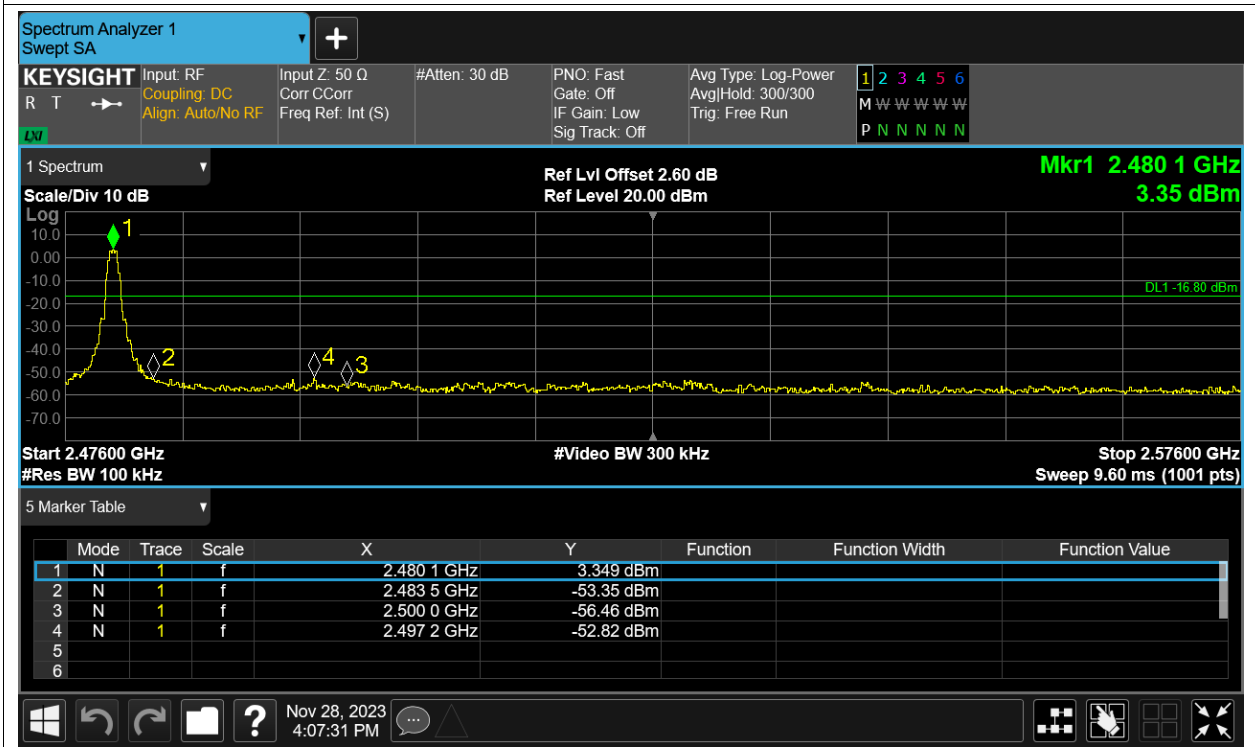 Spectrum Analyzer 1
Swept SA
+
KEYSIGHT Input: RF Input Z: 50 Ω #Atten: 30 dB PNO: Fast Avg Type: Log-Power 1 2 3 4 5 6
R T Coupling: DC Corr CCorr Gate: Off Avg|Hold: 300/300 M W W W W W
Align: Auto/No RF Freq Ref: Int (S) IF Gain: Low Trig: Free Run
LXI Sig Track: Off P N N N N N
1 Spectrum Ref Lvl Offset 2.60 dB Mkr1 2.480 1 GHz
Scale/Div 10 dB Ref Level 20.00 dBm 3.35 dBm
Log
1
10.0
0.00
-10.0
DL1 -16.80 dBm
-20.0
-30.0
-40.0
2 4 3
-50.0
-60.0
-70.0
Start 2.47600 GHz #Video BW 300 kHz Stop 2.57600 GHz
#Res BW 100 kHz Sweep 9.60 ms (1001 pts)
5 Marker Table
Mode Trace Scale X Y Function Function Width Function Value
1 N 1 f 2.480 1 GHz 3.349 dBm
2 N 1 f 2.483 5 GHz -53.35 dBm
3 N 1 f 2.500 0 GHz -56.46 dBm
4 N 1 f 2.497 2 GHz -52.82 dBm
5
6
? Nov 28, 2023
4:07:31 PM